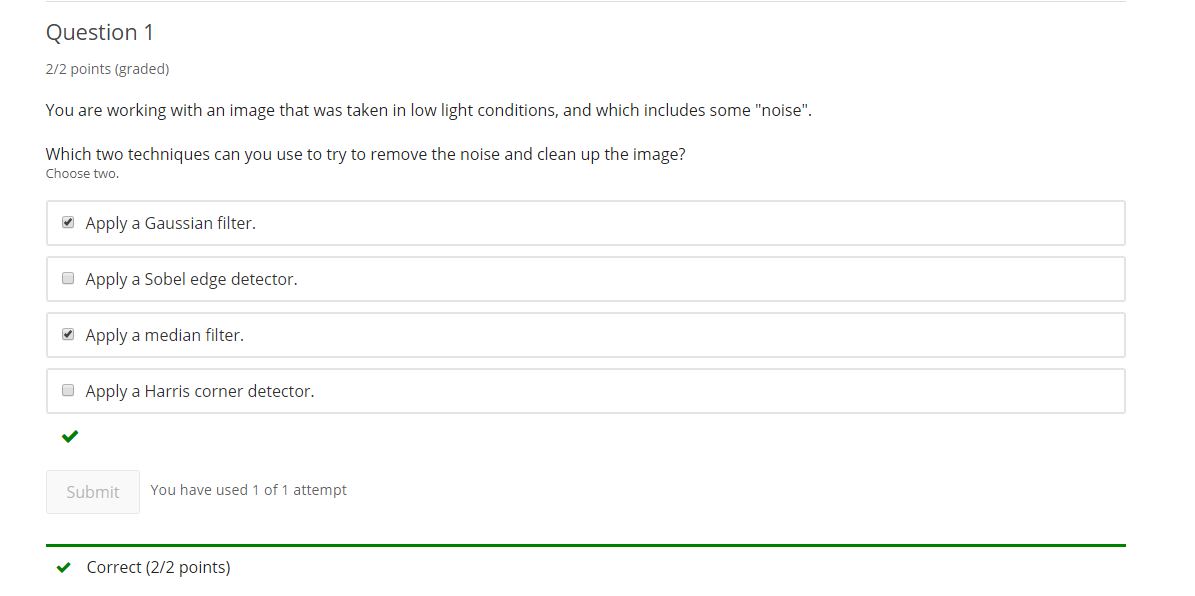 Question 1
2/2 points (graded)
You are working with an image that was taken in low light conditions, and which includes some "noise".
Which two techniques can you use to try to remove the noise and clean up the image?
Choose two.
Apply a Gaussian filter.
Apply a Sobel edge detector.
Apply a median filter.
Apply a Harris corner detector.
Submit You have used 1 of 1 attempt
Correct (2/2 points)